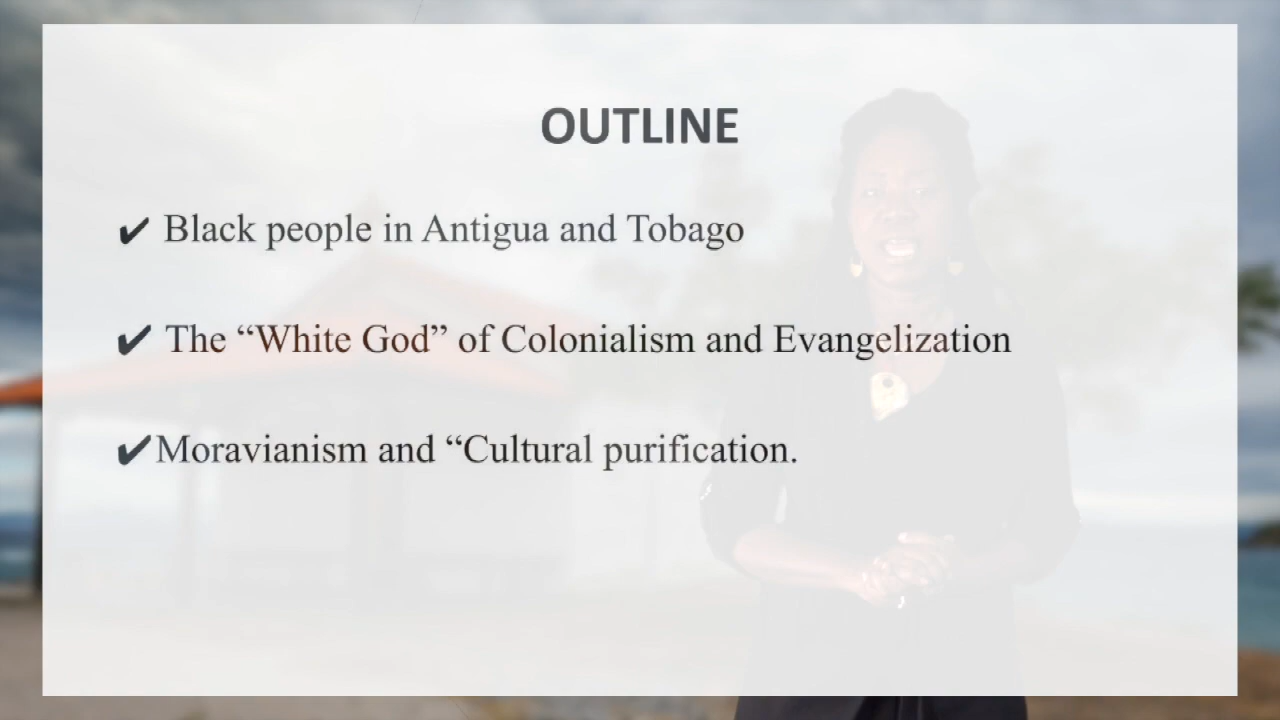 OUTLINE
✔ Black people in Antigua and Tobago
✔ The “White God” of Colonialism and Evangelization
✔Moravianism and “Cultural purification.